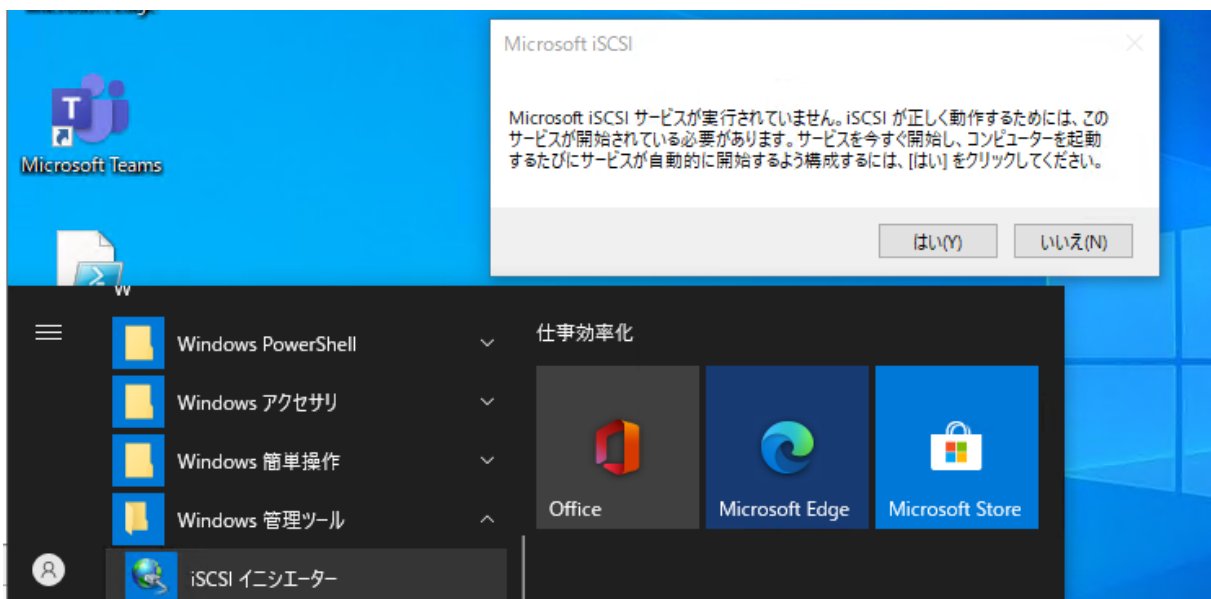 Microsoft iSCSI
Microsoft iSCSI サービスが実行されていません。iSCSI が正しく動作するためには、この
サービスが開始されている必要があります。サービスを今すぐ開始し、コンピューターを起動
するたびにサービスが自動的に開始するよう構成するには、[はい] をクリックしてください。
はい(Y)
いいえ(N)
Microsoft Teams
W
Windows PowerShell
Windows アクセサリ
Windows 簡単操作
Windows 管理ツール
iSCSI イニシエーター
仕事効率化
Office
Microsoft Edge
Microsoft Store